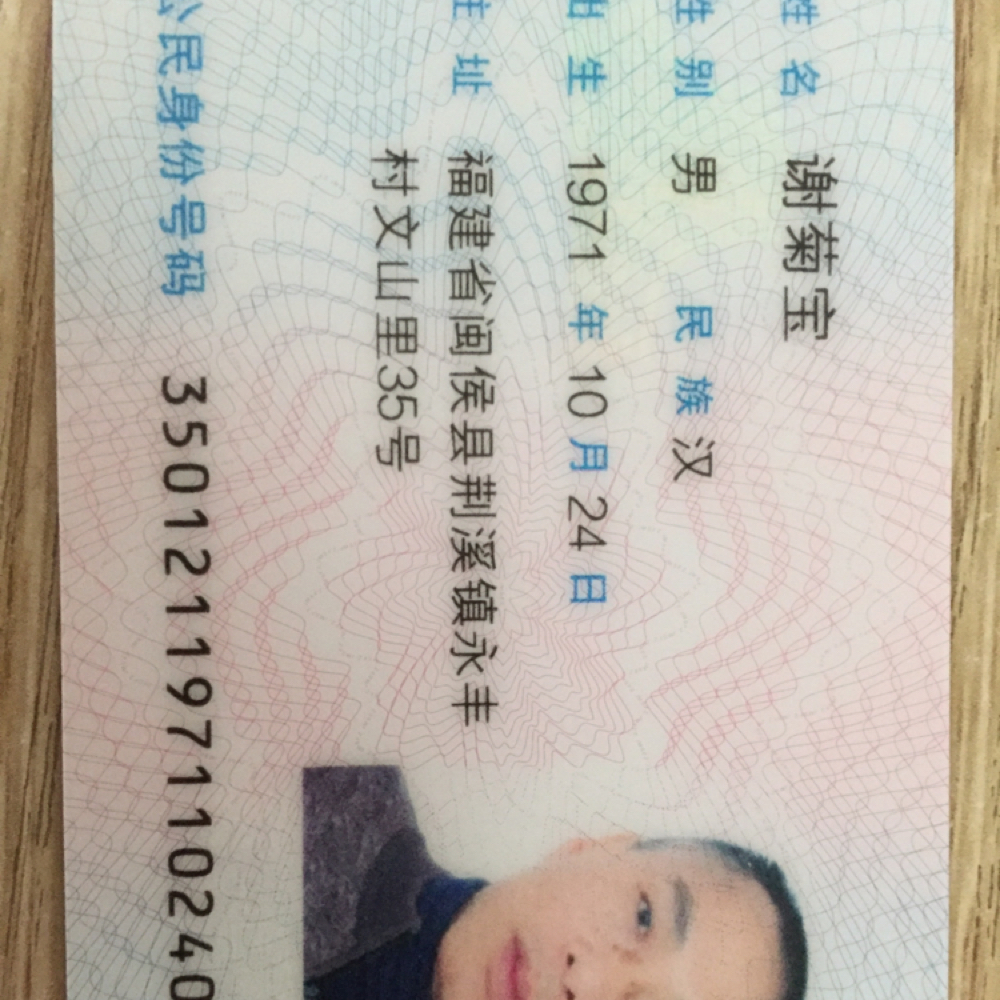 姓名 谢菊宝
性别 男 民族 汉
出生 1971 年 10 月 24 日
住址 福建省闽侯县荆溪镇永丰
村文山里35号
公民身份号码 350121197110240